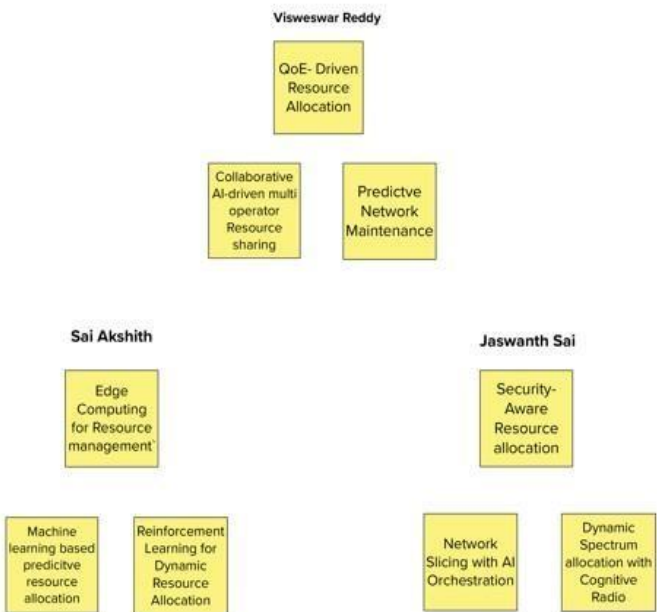 Visweswar Reddy
QoE- Driven
Resource
Allocation
Collaborative
AI-driven multi
operator
Resource
sharing
Predictve
Network
Maintenance
Sai Akshith
Edge
Computing
for Resource
management`
Machine
learning based
predicitve
resource
allocation
Reinforcement
Learning for
Dynamic
Resource
Allocation
Jaswanth Sai
Security-
Aware
Resource
allocation
Network
Slicing with AI
Orchestration
Dynamic
Spectrum
allocation with
Cognitive
Radio